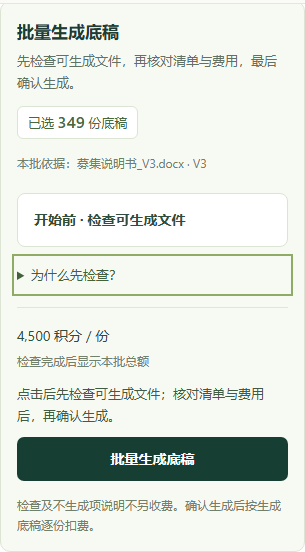 批量生成底稿
先检查可生成文件，再核对清单与费用，最后
确认生成。
已选 349 份底稿
本批依据：募集说明书_V3.docx · V3
开始前 · 检查可生成文件
为什么先检查？
4,500 积分 / 份
检查完成后显示本批总额
点击后先检查可生成文件；核对清单与费用
后，再确认生成。
批量生成底稿
检查及不生成项说明不另收费。确认生成后按生成
底稿逐份扣费。